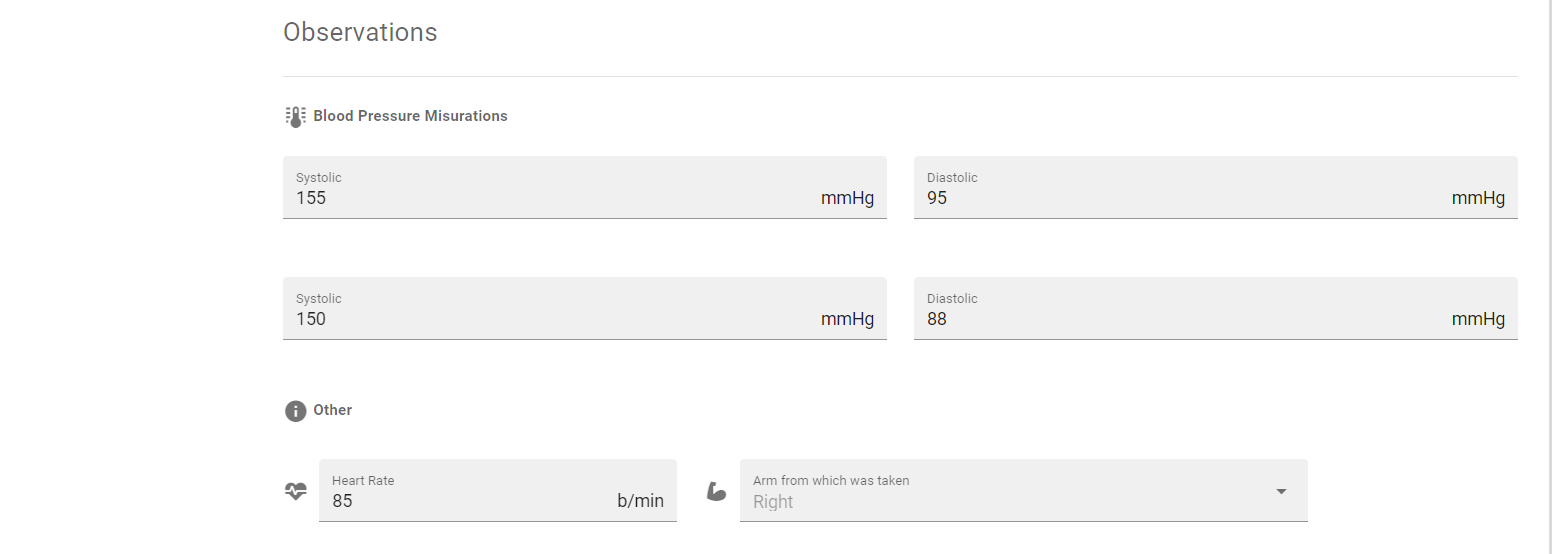 Observations
Blood Pressure Misurations
Systolic
155 mmHg
Diastolic
95 mmHg
Systolic
150 mmHg
Diastolic
88 mmHg
Other
Heart Rate
85 b/min
Arm from which was taken
Right